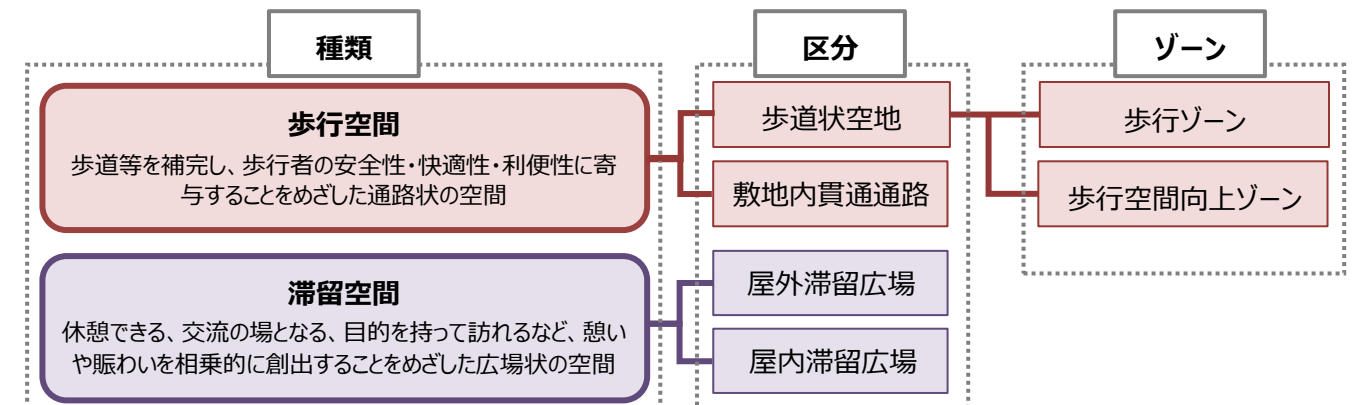 種類
区分
ゾーン
歩行空間
歩道等を補完し、歩行者の安全性・快適性・利便性に寄
与することをめざした通路状の空間
歩道状空地
敷地内貫通通路
歩行ゾーン
歩行空間向上ゾーン
滞留空間
休憩できる、交流の場となる、目的を持って訪れるなど、憩い
や賑わいを相乗的に創出することをめざした広場状の空間
屋外滞留広場
屋内滞留広場